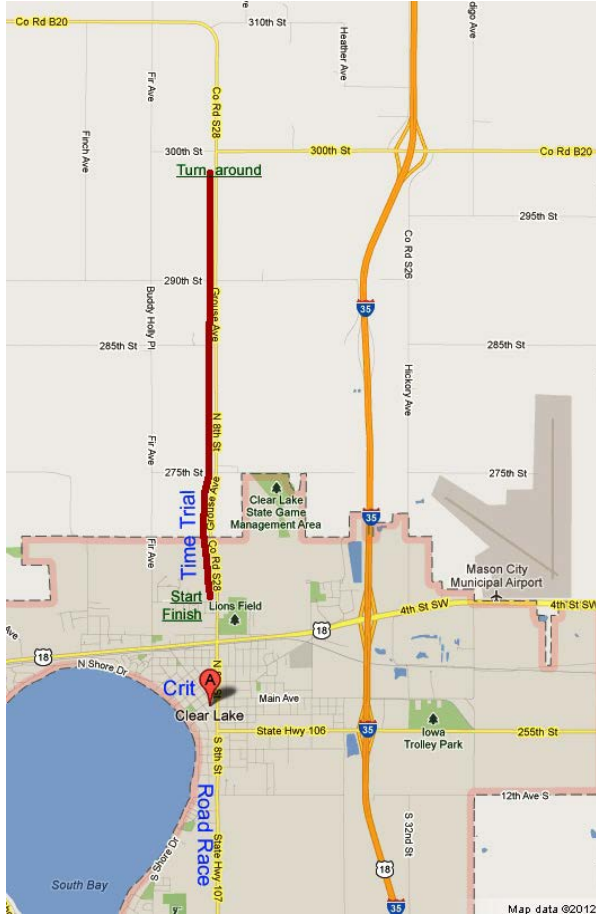 Co Rd B20
310th St
Heather Ave
digo Ave
Fir Ave
Finch Ave
Co Rd S28
300th St
300th St
Co Rd B20
Turn around
295th St
Co Rd S26
290th St
Grouse Ave
Buddy Holly Pl
35
285th St
285th St
Hickory Ave
N 8th St
Fir Ave
275th St
275th St
Grouse Ave
Clear Lake
State Game
Management Area
35
Time Trial
Fir Ave
Co Rd S28
Mason City
Municipal Airport
Start
Finish
Lions Field
4th St SW
4th St SW
18
Ave
18
N Shore Dr
Crit
A
Main Ave
Clear Lake
State Hwy 106
35
Iowa
Trolley Park
255th St
S 8th St
Road Race
12th Ave S
S 32nd St
S Shore Dr
State Hwy 107
18
South Bay
35
Map data ©2012